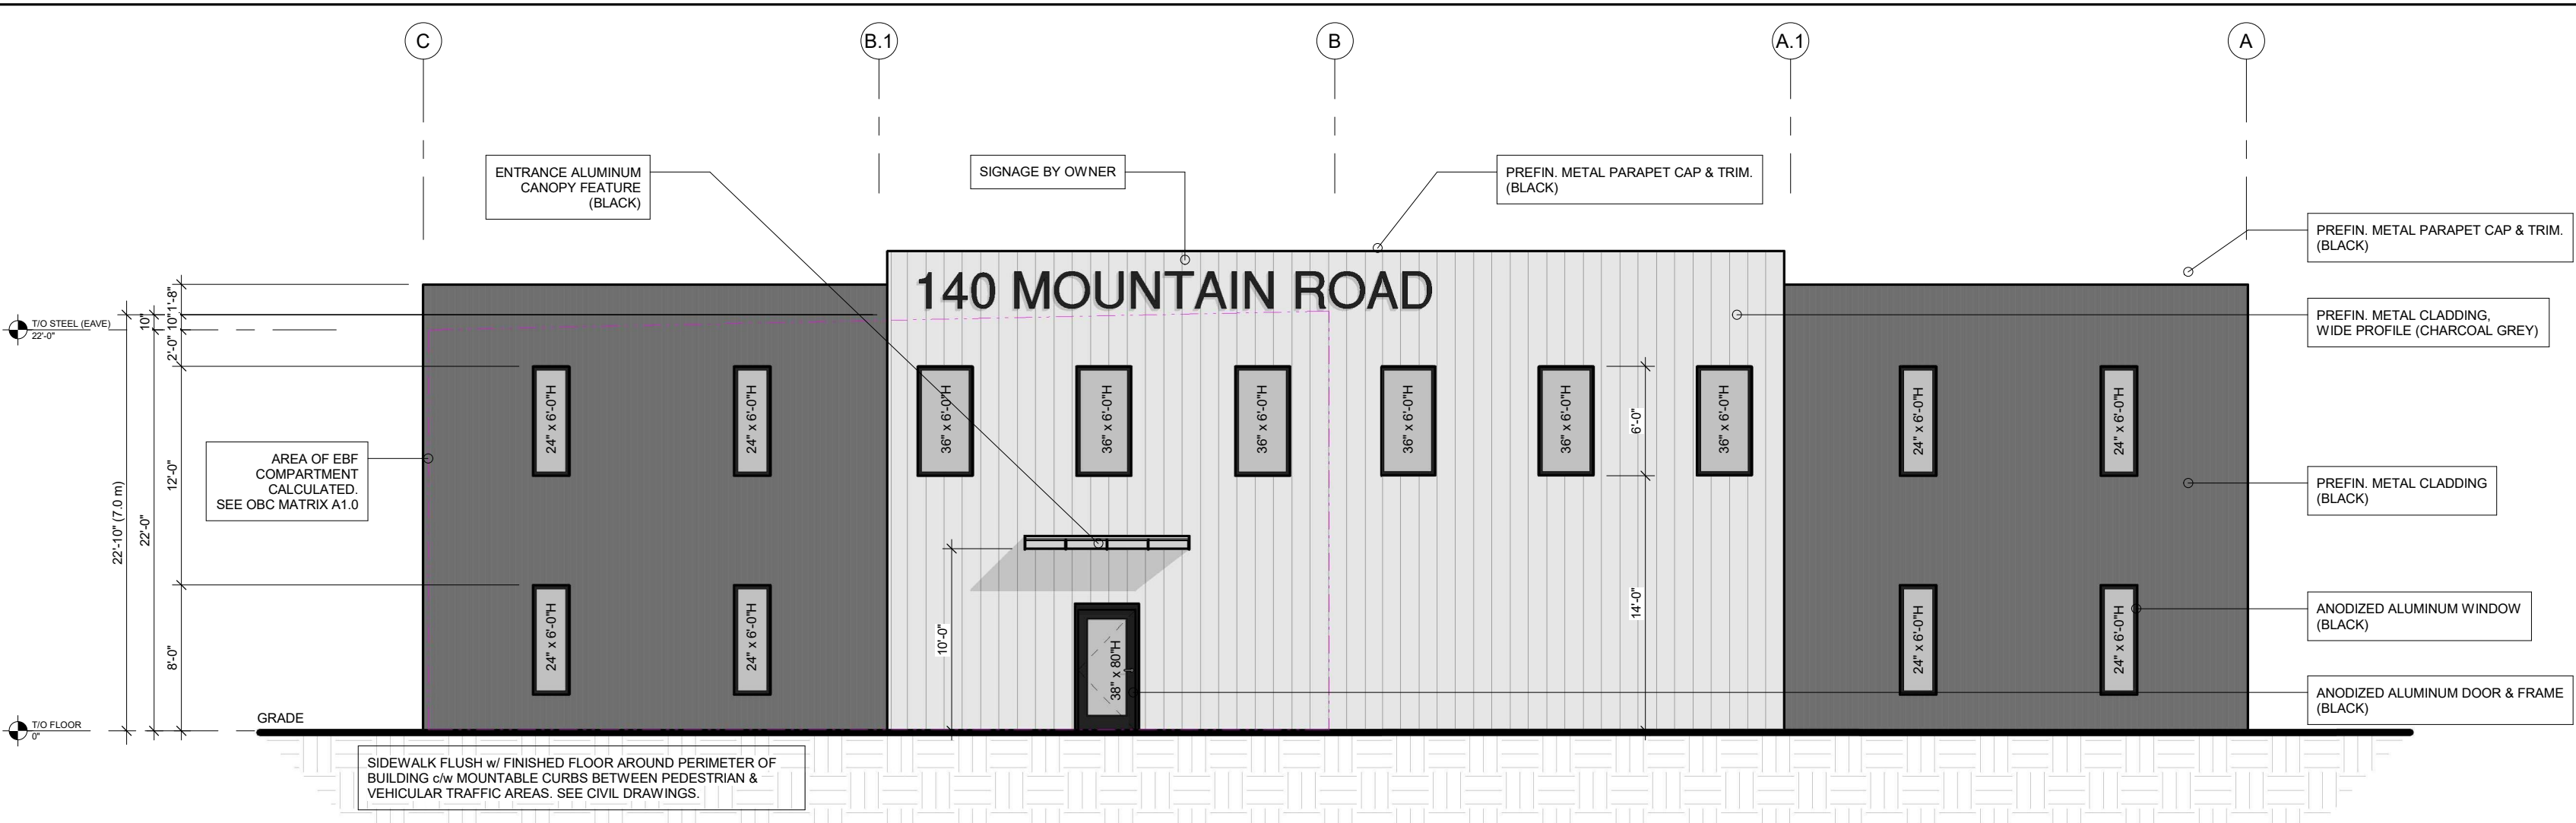 C
B.1
B
A.1
A
ENTRANCE ALUMINUM
CANOPY FEATURE
(BLACK)
SIGNAGE BY OWNER
PREFIN. METAL PARAPET CAP & TRIM.
(BLACK)
PREFIN. METAL PARAPET CAP & TRIM.
(BLACK)
140 MOUNTAIN ROAD
PREFIN. METAL CLADDING,
WIDE PROFILE (CHARCOAL GREY)
T/O STEEL (EAVE)
22'-0"
10"
10"
1'-8"
2'-0"
12'-0"
8'-0"
22'-0"
22'-10" (7.0 m)
24" x 6'-0"H
24" x 6'-0"H
36" x 6'-0"H
36" x 6'-0"H
36" x 6'-0"H
36" x 6'-0"H
36" x 6'-0"H
36" x 6'-0"H
6'-0"
24" x 6'-0"H
24" x 6'-0"H
AREA OF EBF
COMPARTMENT
CALCULATED.
SEE OBC MATRIX A1.0
PREFIN. METAL CLADDING
(BLACK)
24" x 6'-0"H
24" x 6'-0"H
10'-0"
38" x 80"H
14'-0"
24" x 6'-0"H
24" x 6'-0"H
ANODIZED ALUMINUM WINDOW
(BLACK)
ANODIZED ALUMINUM DOOR & FRAME
(BLACK)
T/O FLOOR
0"
GRADE
SIDEWALK FLUSH w/ FINISHED FLOOR AROUND PERIMETER OF
BUILDING c/w MOUNTABLE CURBS BETWEEN PEDESTRIAN &
VEHICULAR TRAFFIC AREAS. SEE CIVIL DRAWINGS.